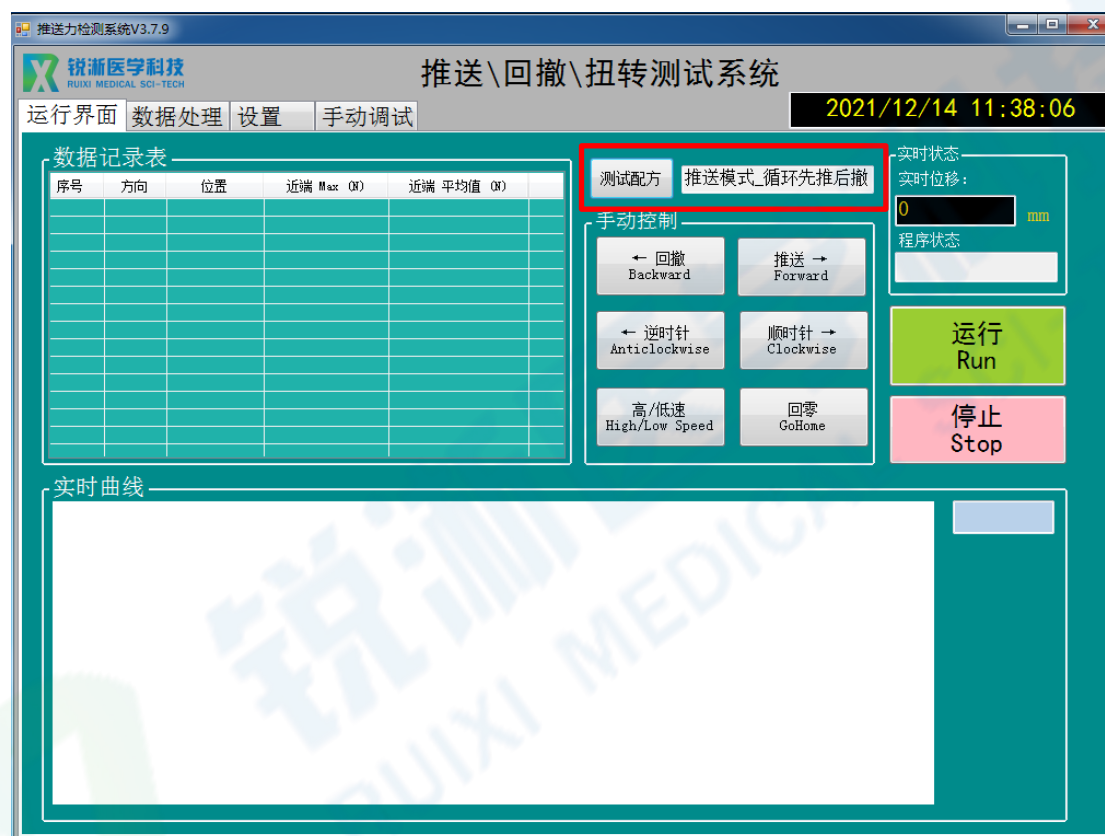 推送力检测系统V3.7.9
锐淅医学科技
RUIXI MEDICAL SCI-TECH
推送\回撤\扭转测试系统
运行界面 数据处理 设置 手动调试
2021/12/14 11:38:06
数据记录表
序号 方向 位置 近端 Max (N) 近端 平均值 (N)
测试配方 推送模式_循环先推后撤
手动控制
← 回撤
Backward
推送 →
Forward
← 逆时针
Anticlockwise
顺时针 →
Clockwise
高/低速
High/Low Speed
回零
GoHome
实时状态
实时位移:
0 mm
程序状态
运行
Run
停止
Stop
实时曲线
锐淅医
RUIXI MEDICAL SCI-